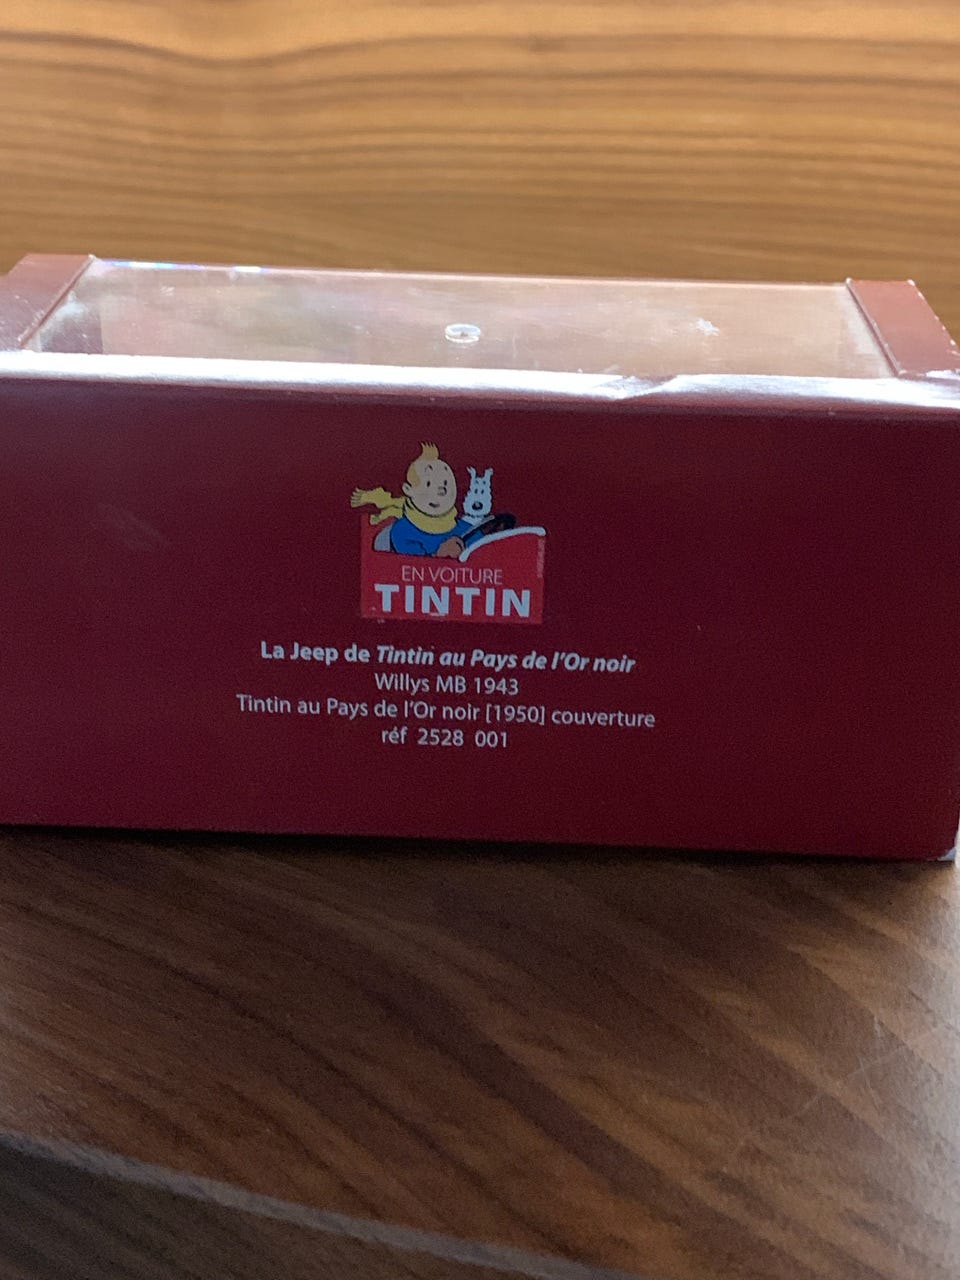 EN VOITURE
TINTIN
La Jeep de Tintin au Pays de l'Or noir
Willys MB 1943
Tintin au Pays de l'Or noir [1950] couverture
réf 2528 001